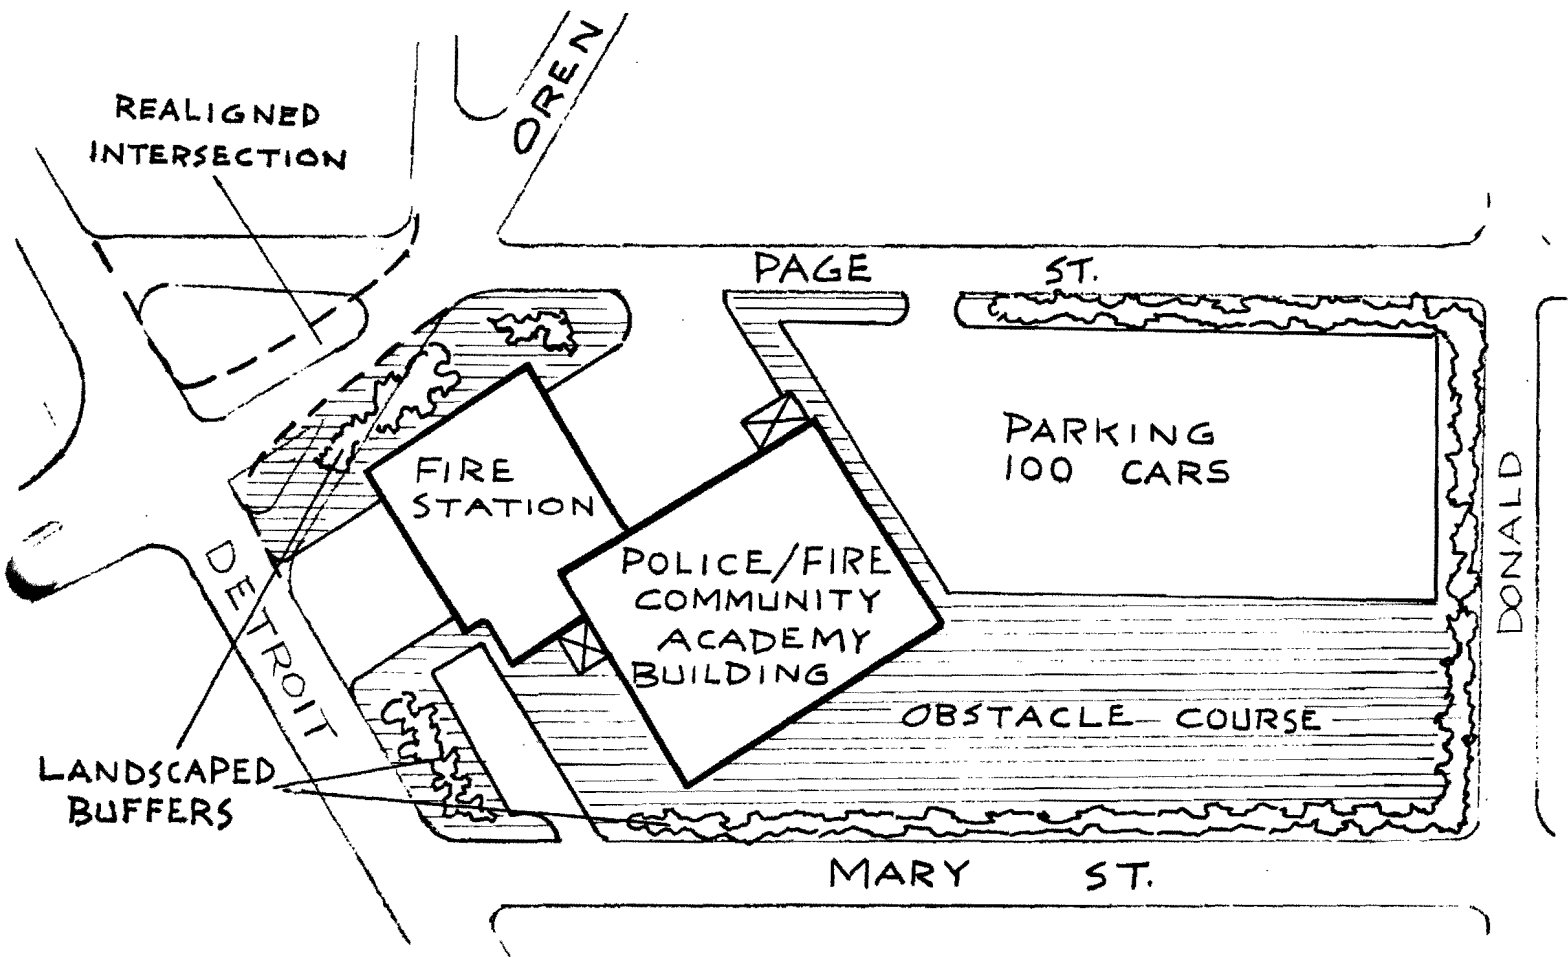 OREN
REALIGNED
INTERSECTION
PAGE ST.
PARKING
100 CARS
FIRE
STATION
POLICE/FIRE
COMMUNITY
ACADEMY
BUILDING
DONALD
DETROIT
OBSTACLE COURSE
LANDSCAPED
BUFFERS
MARY ST.